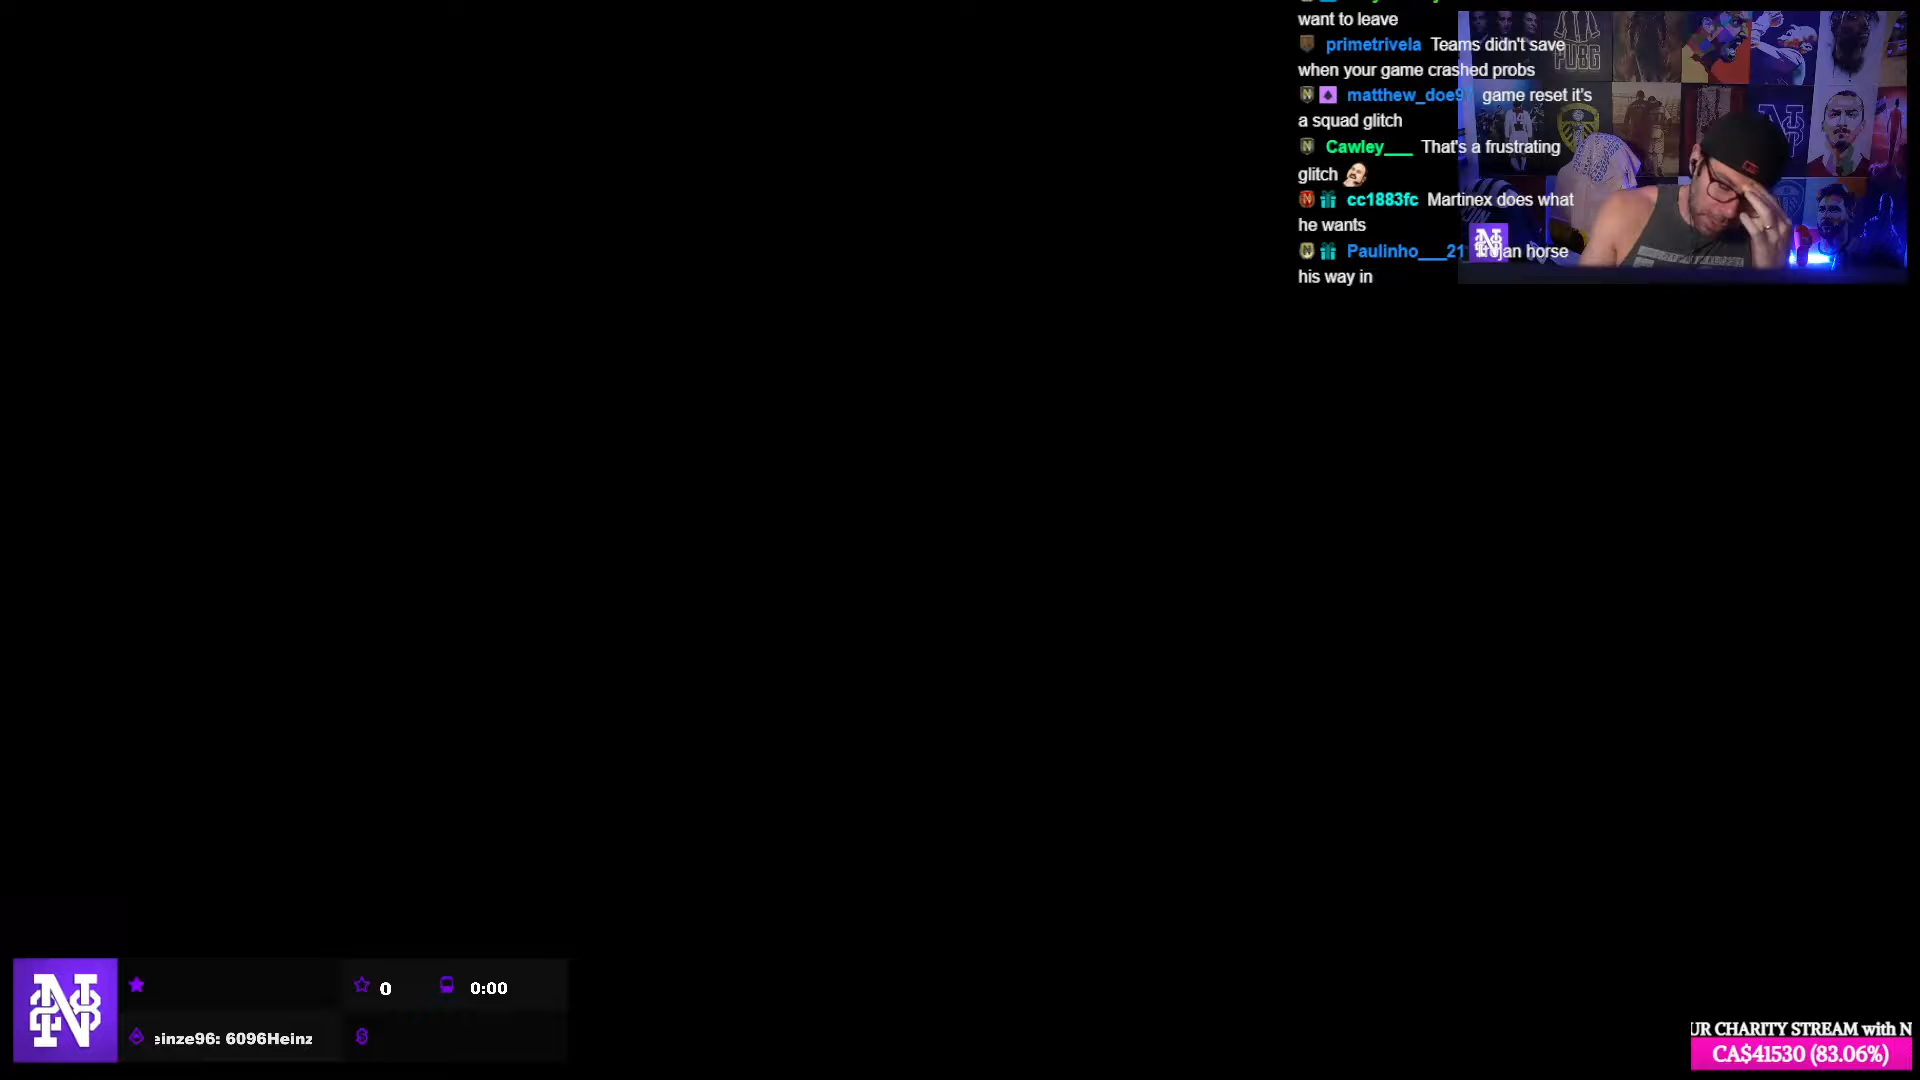 want to leave
primetrivela Teams didn't save
when your game crashed probs
matthew_doe97 game reset it's
a squad glitch
Cawley___ That's a frustrating
glitch
cc1883fc Martinex does what
he wants
Paulinho___21 Trojan horse
his way in
PUBG
0 0:00
einze96: 6096Heinz
UR CHARITY STREAM with N
CA$41530 (83.06%)